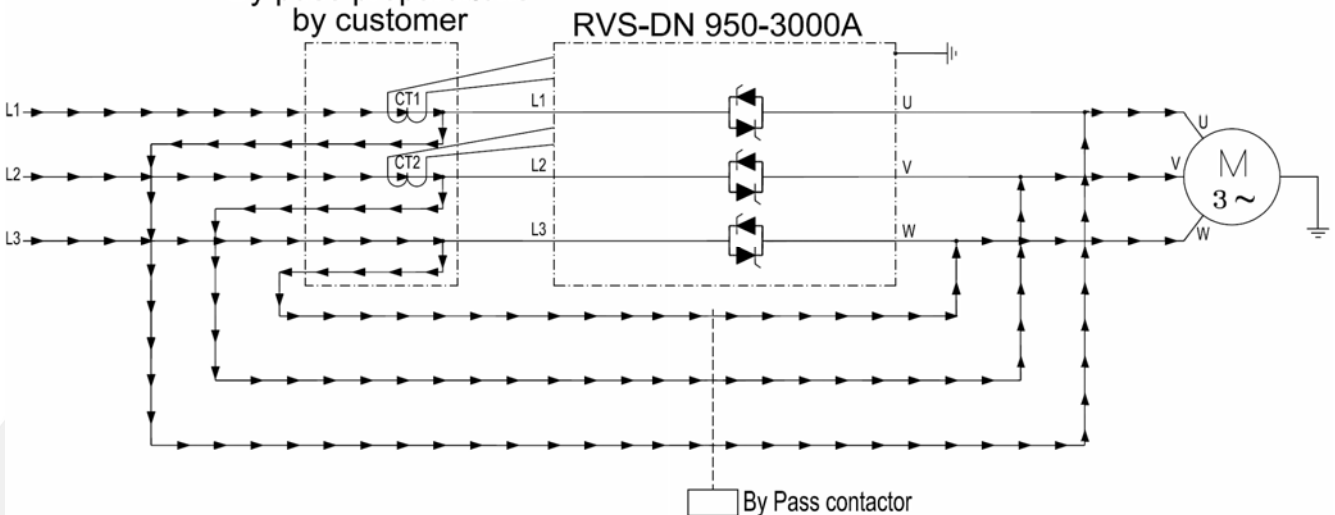 by customer
RVS-DN 950-3000A
CT1
L1
L1
U
U
CT2
L2
L2
V
V
M
3 ~
L3
L3
W
W
By Pass contactor